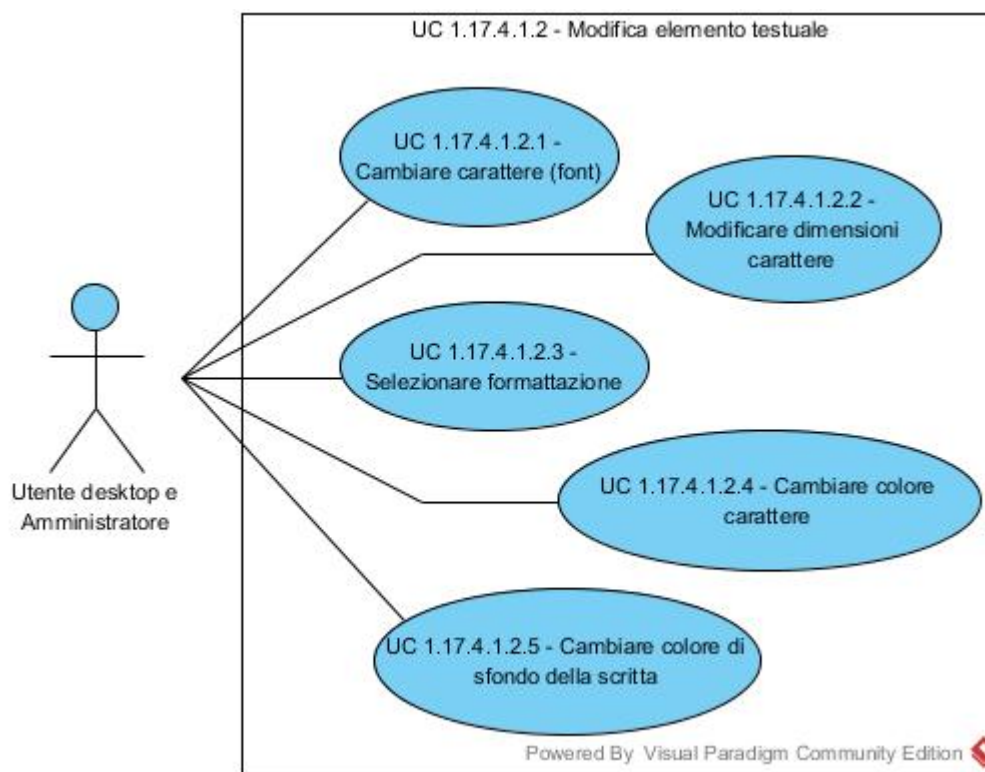 UC 1.17.4.1.2 - Modifica elemento testuale
UC 1.17.4.1.2.1 -
Cambiare carattere (font)
UC 1.17.4.1.2.2 -
Modificare dimensioni
carattere
UC 1.17.4.1.2.3 -
Selezionare formattazione
Utente desktop e
Amministratore
UC 1.17.4.1.2.4 - Cambiare colore
carattere
UC 1.17.4.1.2.5 - Cambiare colore di
sfondo della scritta
Powered By Visual Paradigm Community Edition